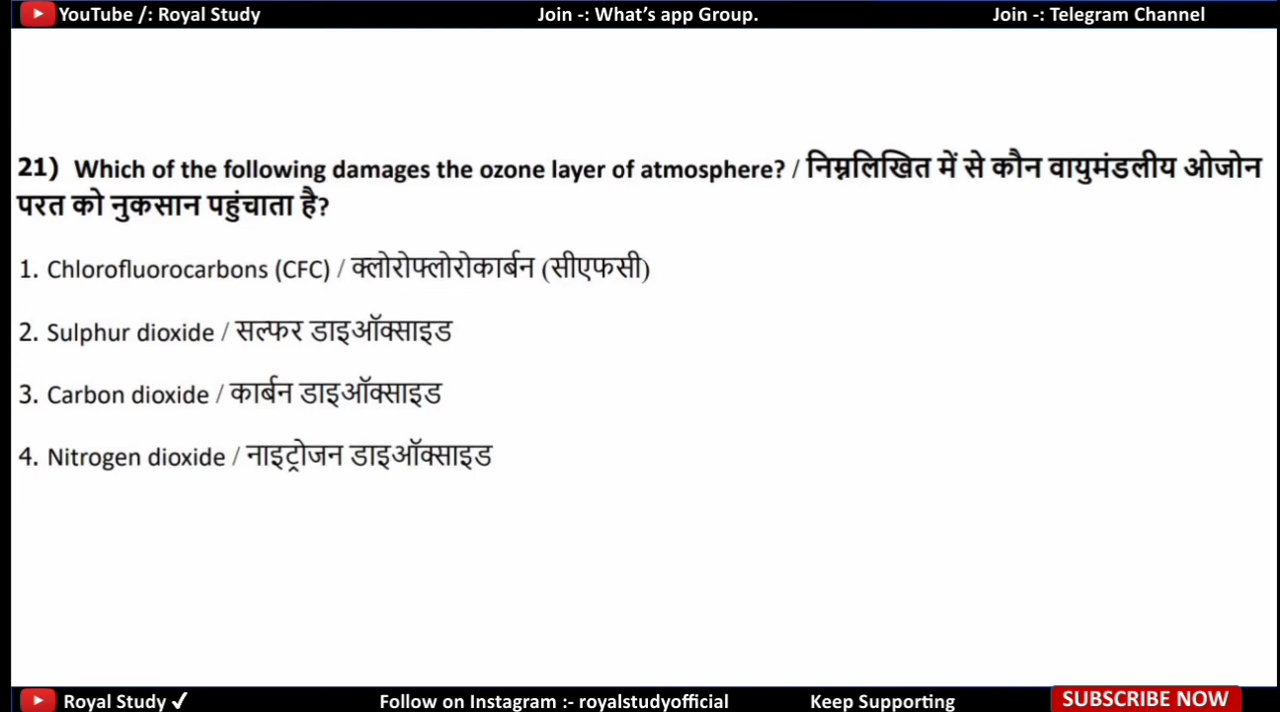 YouTube /: Royal Study Join -: What's app Group. Join -: Telegram Channel
21) Which of the following damages the ozone layer of atmosphere? / निम्नलिखित में से कौन वायुमंडलीय ओजोन
परत को नुकसान पहुंचाता है?
1. Chlorofluorocarbons (CFC) / क्लोरोफ्लोरोकार्बन (सीएफसी)
2. Sulphur dioxide / सल्फर डाइऑक्साइड
3. Carbon dioxide / कार्बन डाइऑक्साइड
4. Nitrogen dioxide / नाइट्रोजन डाइऑक्साइड
Royal Study ✓ Follow on Instagram :- royalstudyofficial Keep Supporting SUBSCRIBE NOW